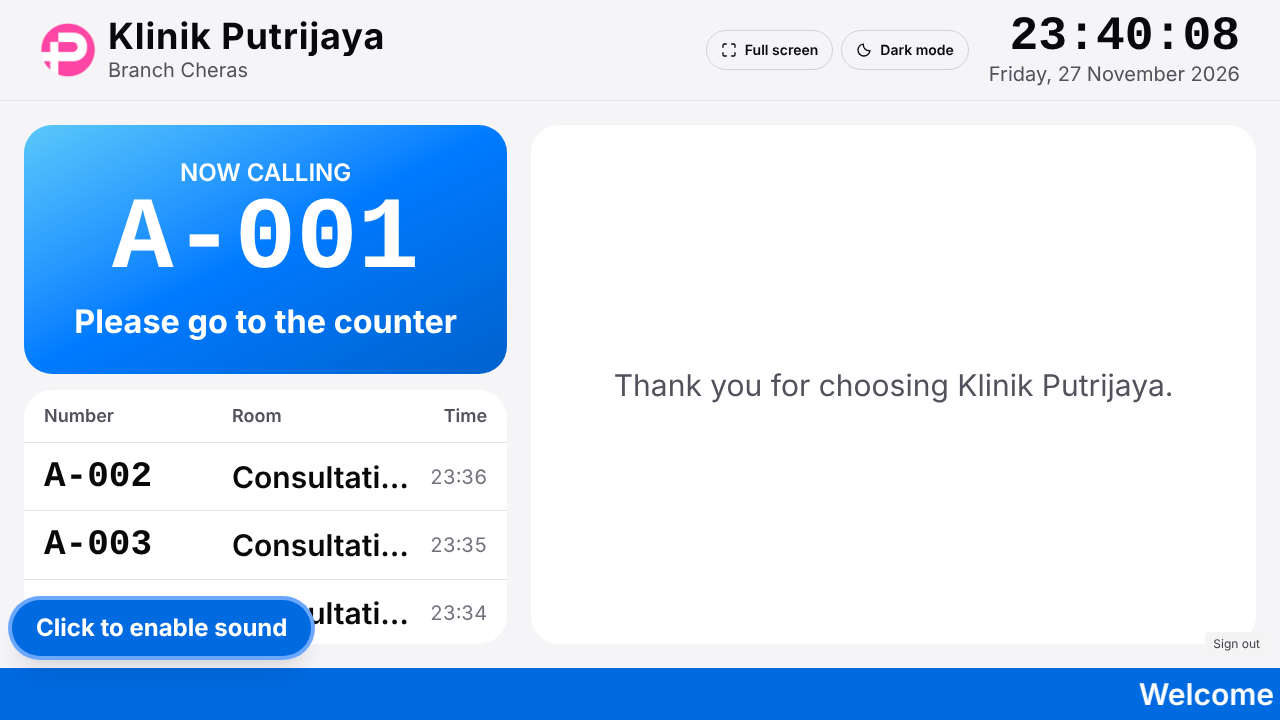 Klinik Putrijaya
Branch Cheras
Full screen
Dark mode
23:40:08
Friday, 27 November 2026
NOW CALLING
A-001
Please go to the counter
Number Room Time
A-002 Consultati... 23:36
A-003 Consultati... 23:35
ultati... 23:34
Click to enable sound
Thank you for choosing Klinik Putrijaya.
Sign out
Welcome